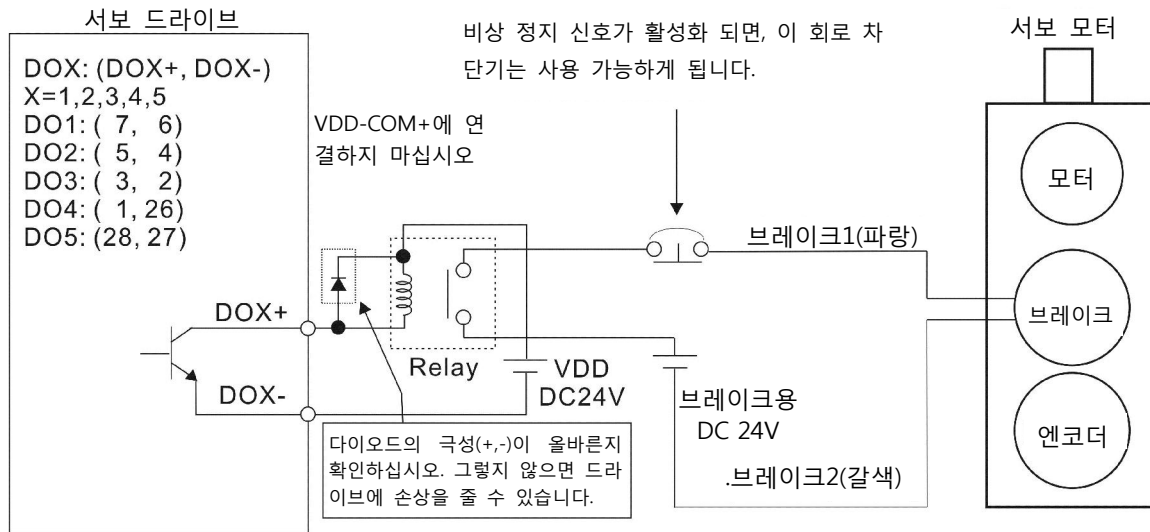 서보 드라이브
비상 정지 신호가 활성화 되면, 이 회로 차
단기는 사용 가능하게 됩니다.
서보 모터
DOX: (DOX+, DOX-)
X=1,2,3,4,5
DO1: ( 7, 6)
DO2: ( 5, 4)
DO3: ( 3, 2)
DO4: ( 1, 26)
DO5: (28, 27)
VDD-COM+에 연
결하지 마십시오
모터
브레이크1(파랑)
DOX+
브레이크
Relay
VDD
DC24V
DOX-
브레이크용
DC 24V
엔코더
다이오드의 극성(+,-)이 올바른지
확인하십시오. 그렇지 않으면 드라
이브에 손상을 줄 수 있습니다.
.브레이크2(갈색)